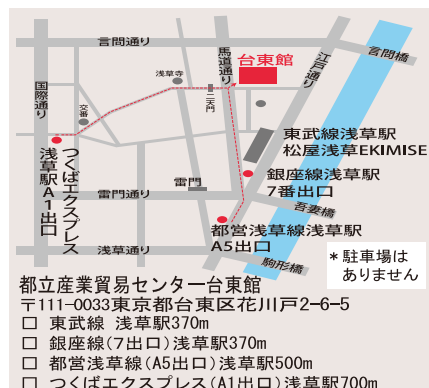 言問通り
馬道通り
江戸通り
言問橋
国際通り
浅草寺
二天門
台東館
交番
東武線浅草駅
松屋浅草EKIMISE
銀座線浅草駅
7番出口
つくばエクスプレス
浅草駅A1出口
雷門
雷門通り
吾妻橋
都営浅草線浅草駅
A5出口
浅草通り
駒形橋
*駐車場は
ありません
都立産業貿易センター台東館
〒111-0033東京都台東区花川戸2-6-5
□ 東武線 浅草駅370m
□ 銀座線(7出口)浅草駅370m
□ 都営浅草線(A5出口)浅草駅500m
□ つくばエクスプレス(A1出口)浅草駅700m